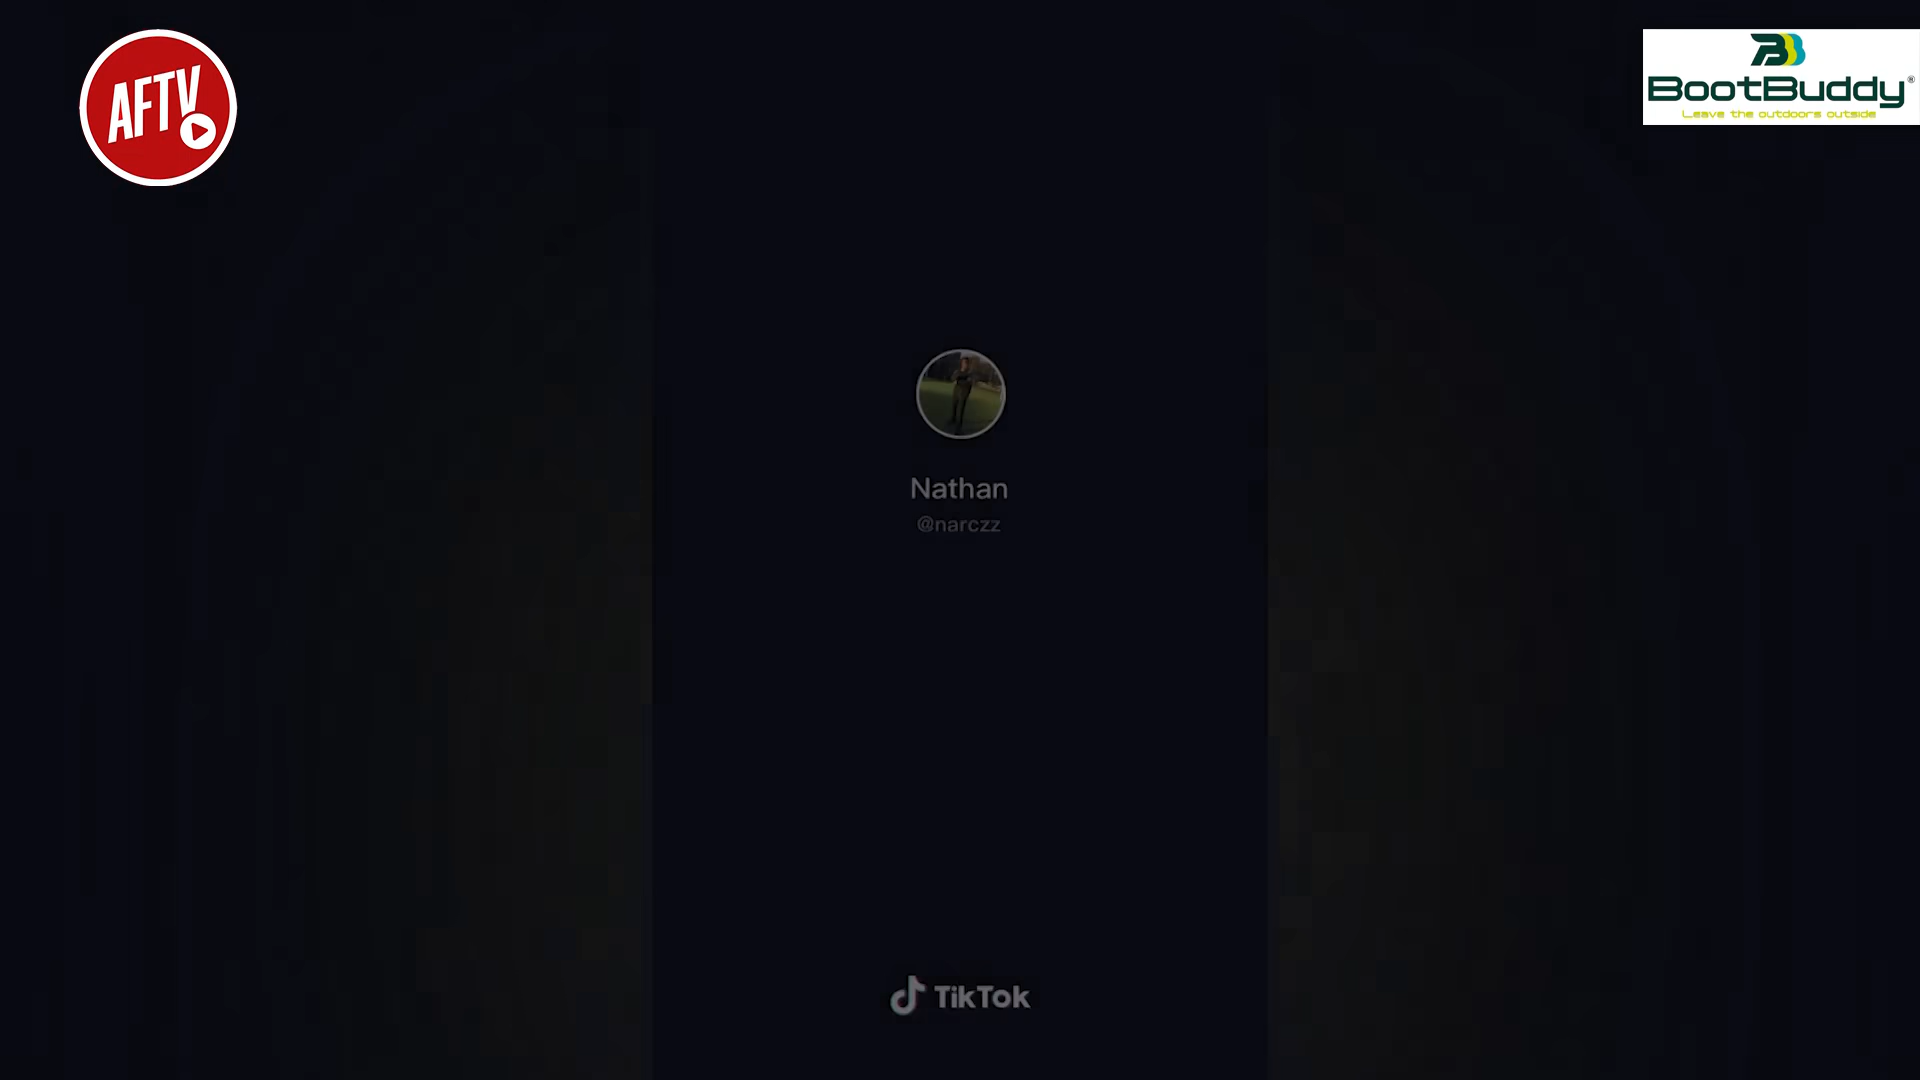 AFTV
BootBuddy®
Leave the outdoors outside
Nathan
@narczz
TikTok